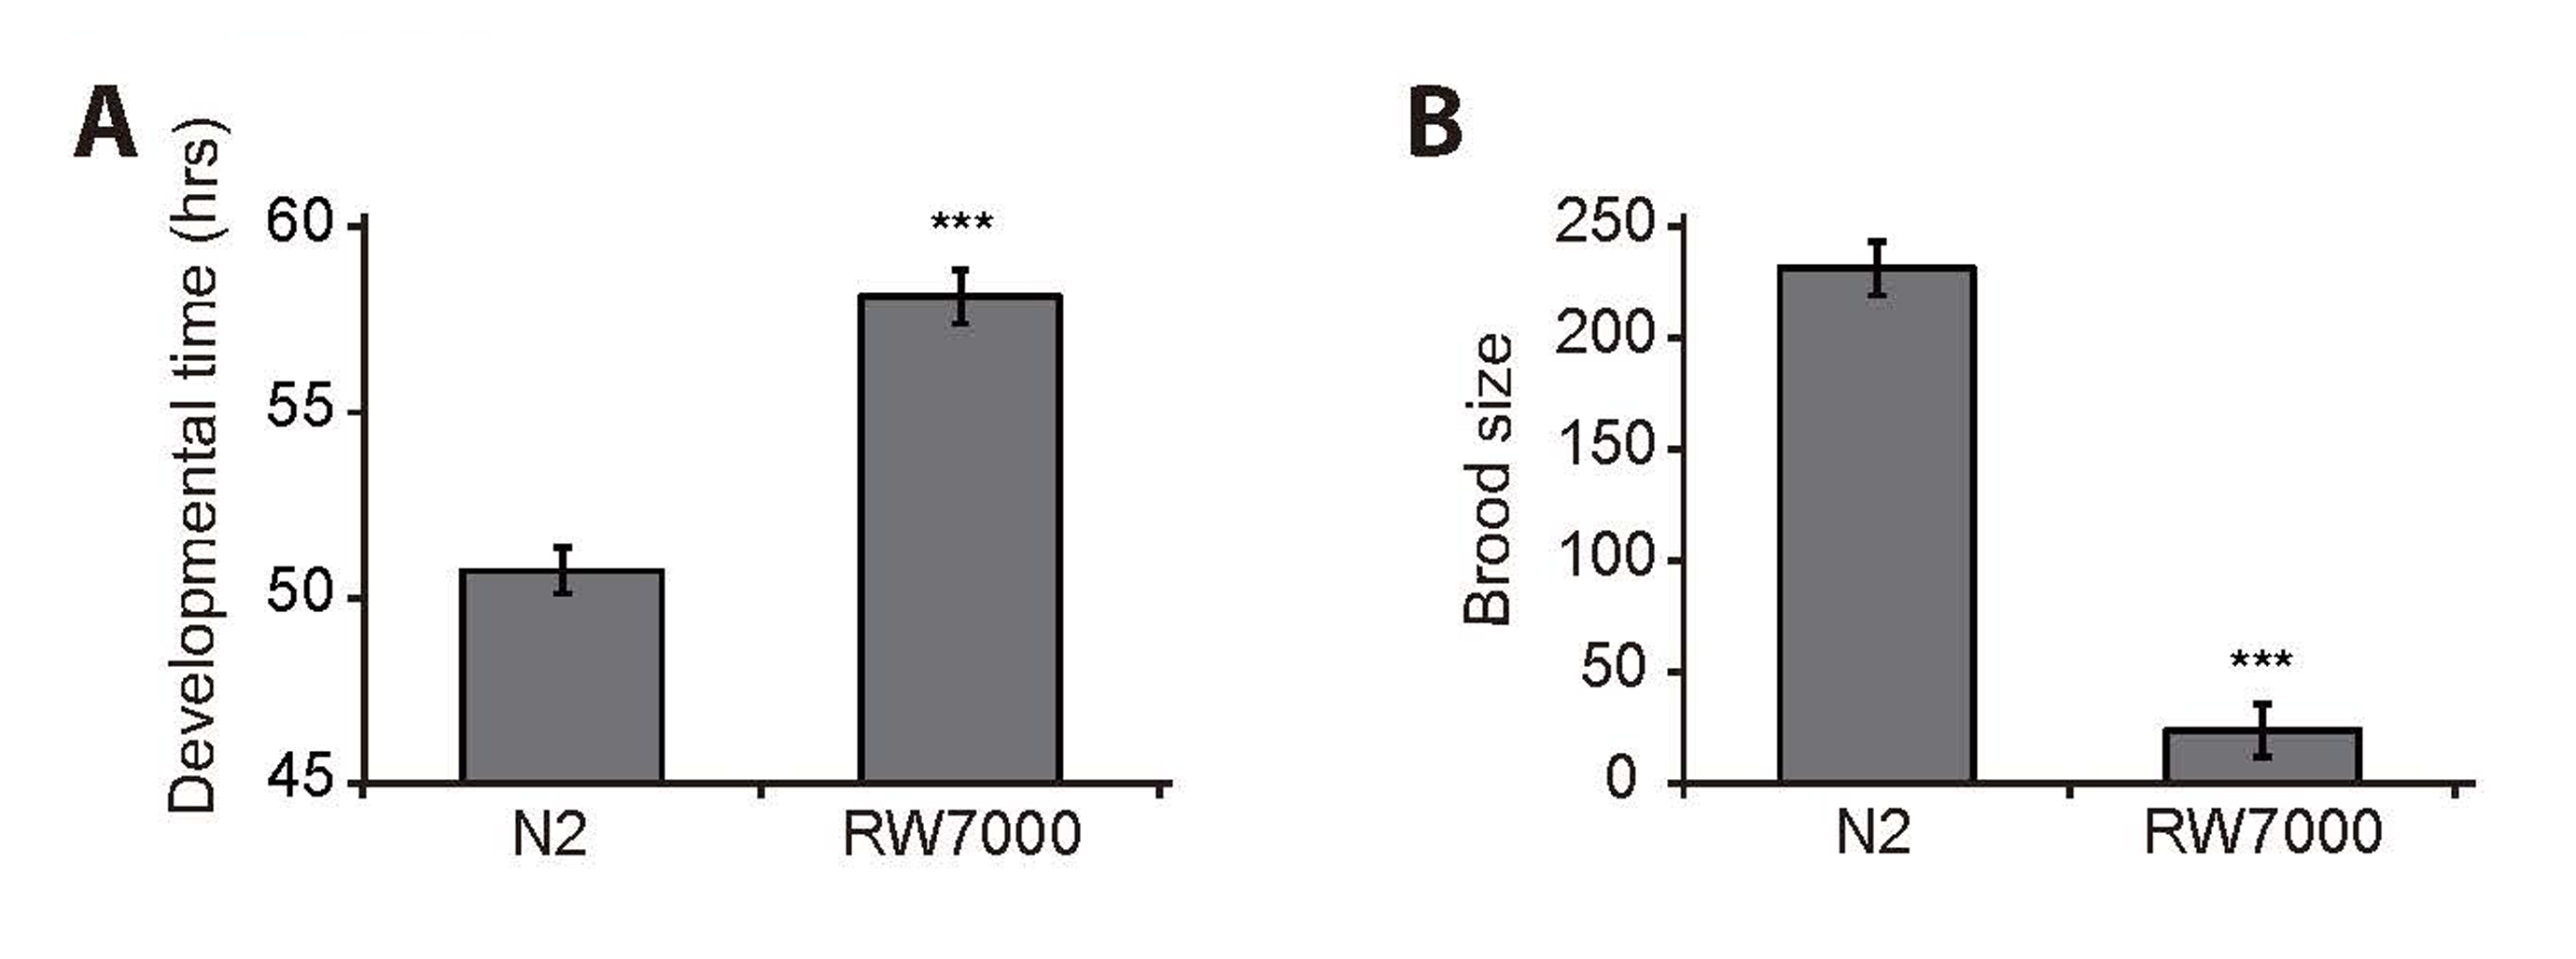 A
Developmental time (hrs)
60
55
50
45
***
N2
RW7000
B
Brood size
250
200
150
100
50
0
***
N2
RW7000